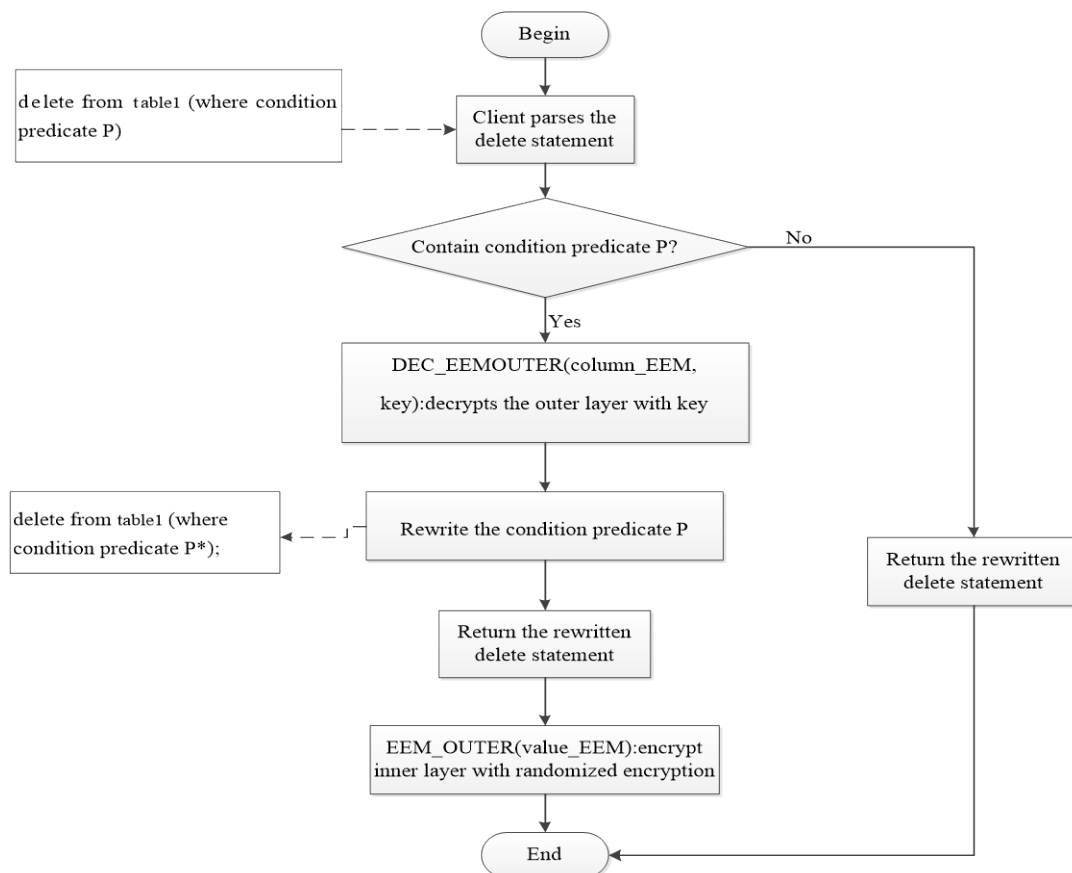 Begin
delete from table1 (where condition
predicate P)
Client parses the
delete statement
Contain condition predicate P?
No
Yes
DEC_EEMOUTER(column_EEM,
key):decrypts the outer layer with key
delete from table1 (where
condition predicate P*);
Rewrite the condition predicate P
Return the rewritten
delete statement
Return the rewritten
delete statement
EEM_OUTER(value_EEM):encrypt
inner layer with randomized encryption
End